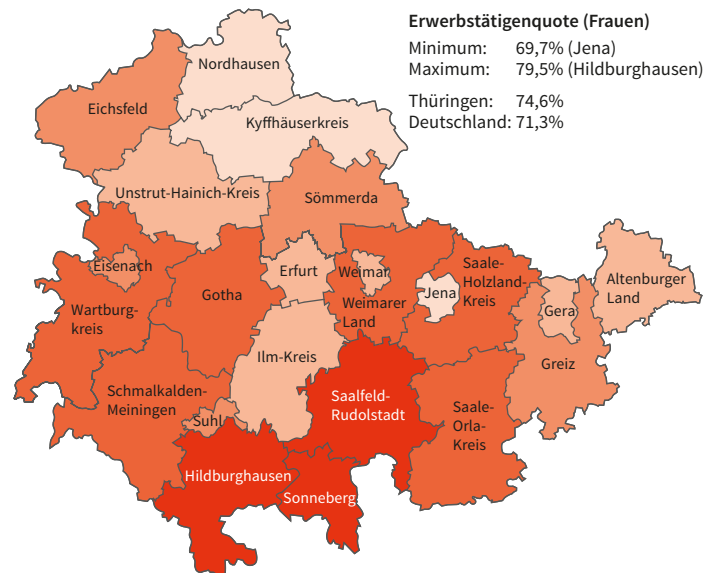 Erwerbstätigenquote (Frauen)
Minimum: 69,7% (Jena)
Maximum: 79,5% (Hildburghausen)
Thüringen: 74,6%
Deutschland: 71,3%
Nordhausen
Eichsfeld
Kyffhäuserkreis
Unstrut-Hainich-Kreis
Sömmerda
Eisenach
Erfurt
Weimar
Saale-
Holzland-
Kreis
Altenburger
Land
Gotha
Jena
Weimarer
Land
Gera
Wartburg-
kreis
Ilm-Kreis
Greiz
Schmalkalden-
Meiningen
Saalfeld-
Rudolstadt
Saale-
Orla-
Kreis
Suhl
Hildburghausen
Sonneberg